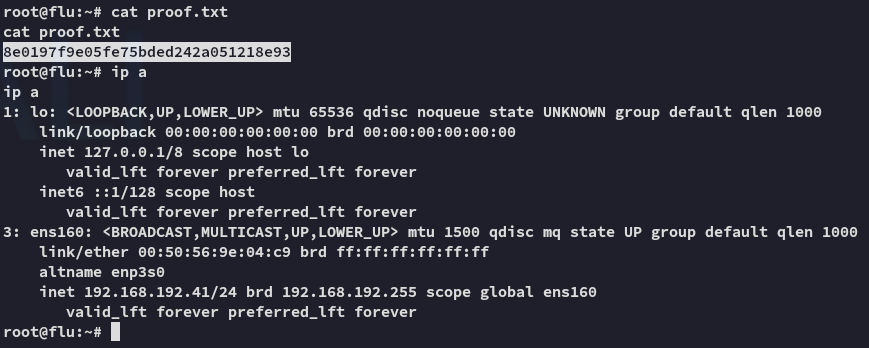 root@flu:~# cat proof.txt
cat proof.txt
8e0197f9e05fe75bded242a051218e93
root@flu:~# ip a
ip a
1: lo: <LOOPBACK,UP,LOWER_UP> mtu 65536 qdisc noqueue state UNKNOWN group default qlen 1000
    link/loopback 00:00:00:00:00:00 brd 00:00:00:00:00:00
    inet 127.0.0.1/8 scope host lo
       valid_lft forever preferred_lft forever
    inet6 ::1/128 scope host
       valid_lft forever preferred_lft forever
3: ens160: <BROADCAST,MULTICAST,UP,LOWER_UP> mtu 1500 qdisc mq state UP group default qlen 1000
    link/ether 00:50:56:9e:04:c9 brd ff:ff:ff:ff:ff:ff
    altname enp3s0
    inet 192.168.192.41/24 brd 192.168.192.255 scope global ens160
       valid_lft forever preferred_lft forever
root@flu:~#